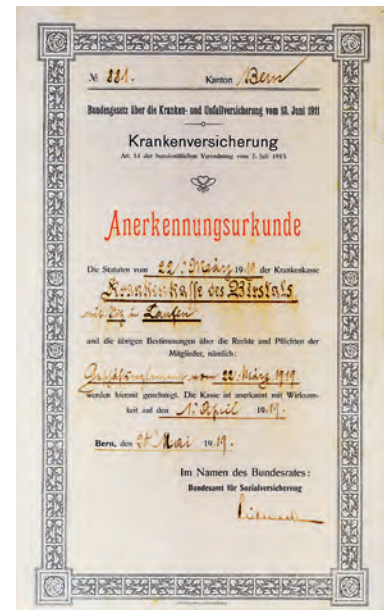 № 881. Kanton Bern
Bundesgesetz über die Kranken- und Unfallversicherung vom 13. Juni 1911
Krankenversicherung
Art. 14 der bundesrätlichen Verordnung vom 7. Juli 1913
Anerkennungsurkunde
Die Statuten vom 22. März 1919 der Krankenkasse
Krankenkasse des Birstals
mit Sitz in Laufen
und die übrigen Bestimmungen über die Rechte und Pflichten der
Mitglieder, nämlich:
vom 22. März 1919
werden hiermit genehmigt. Die Kasse ist anerkannt mit Wirksam-
keit auf den 1. April 1919.
Bern, den Mai 1919.
Im Namen des Bundesrates:
Bundesamt für Sozialversicherung